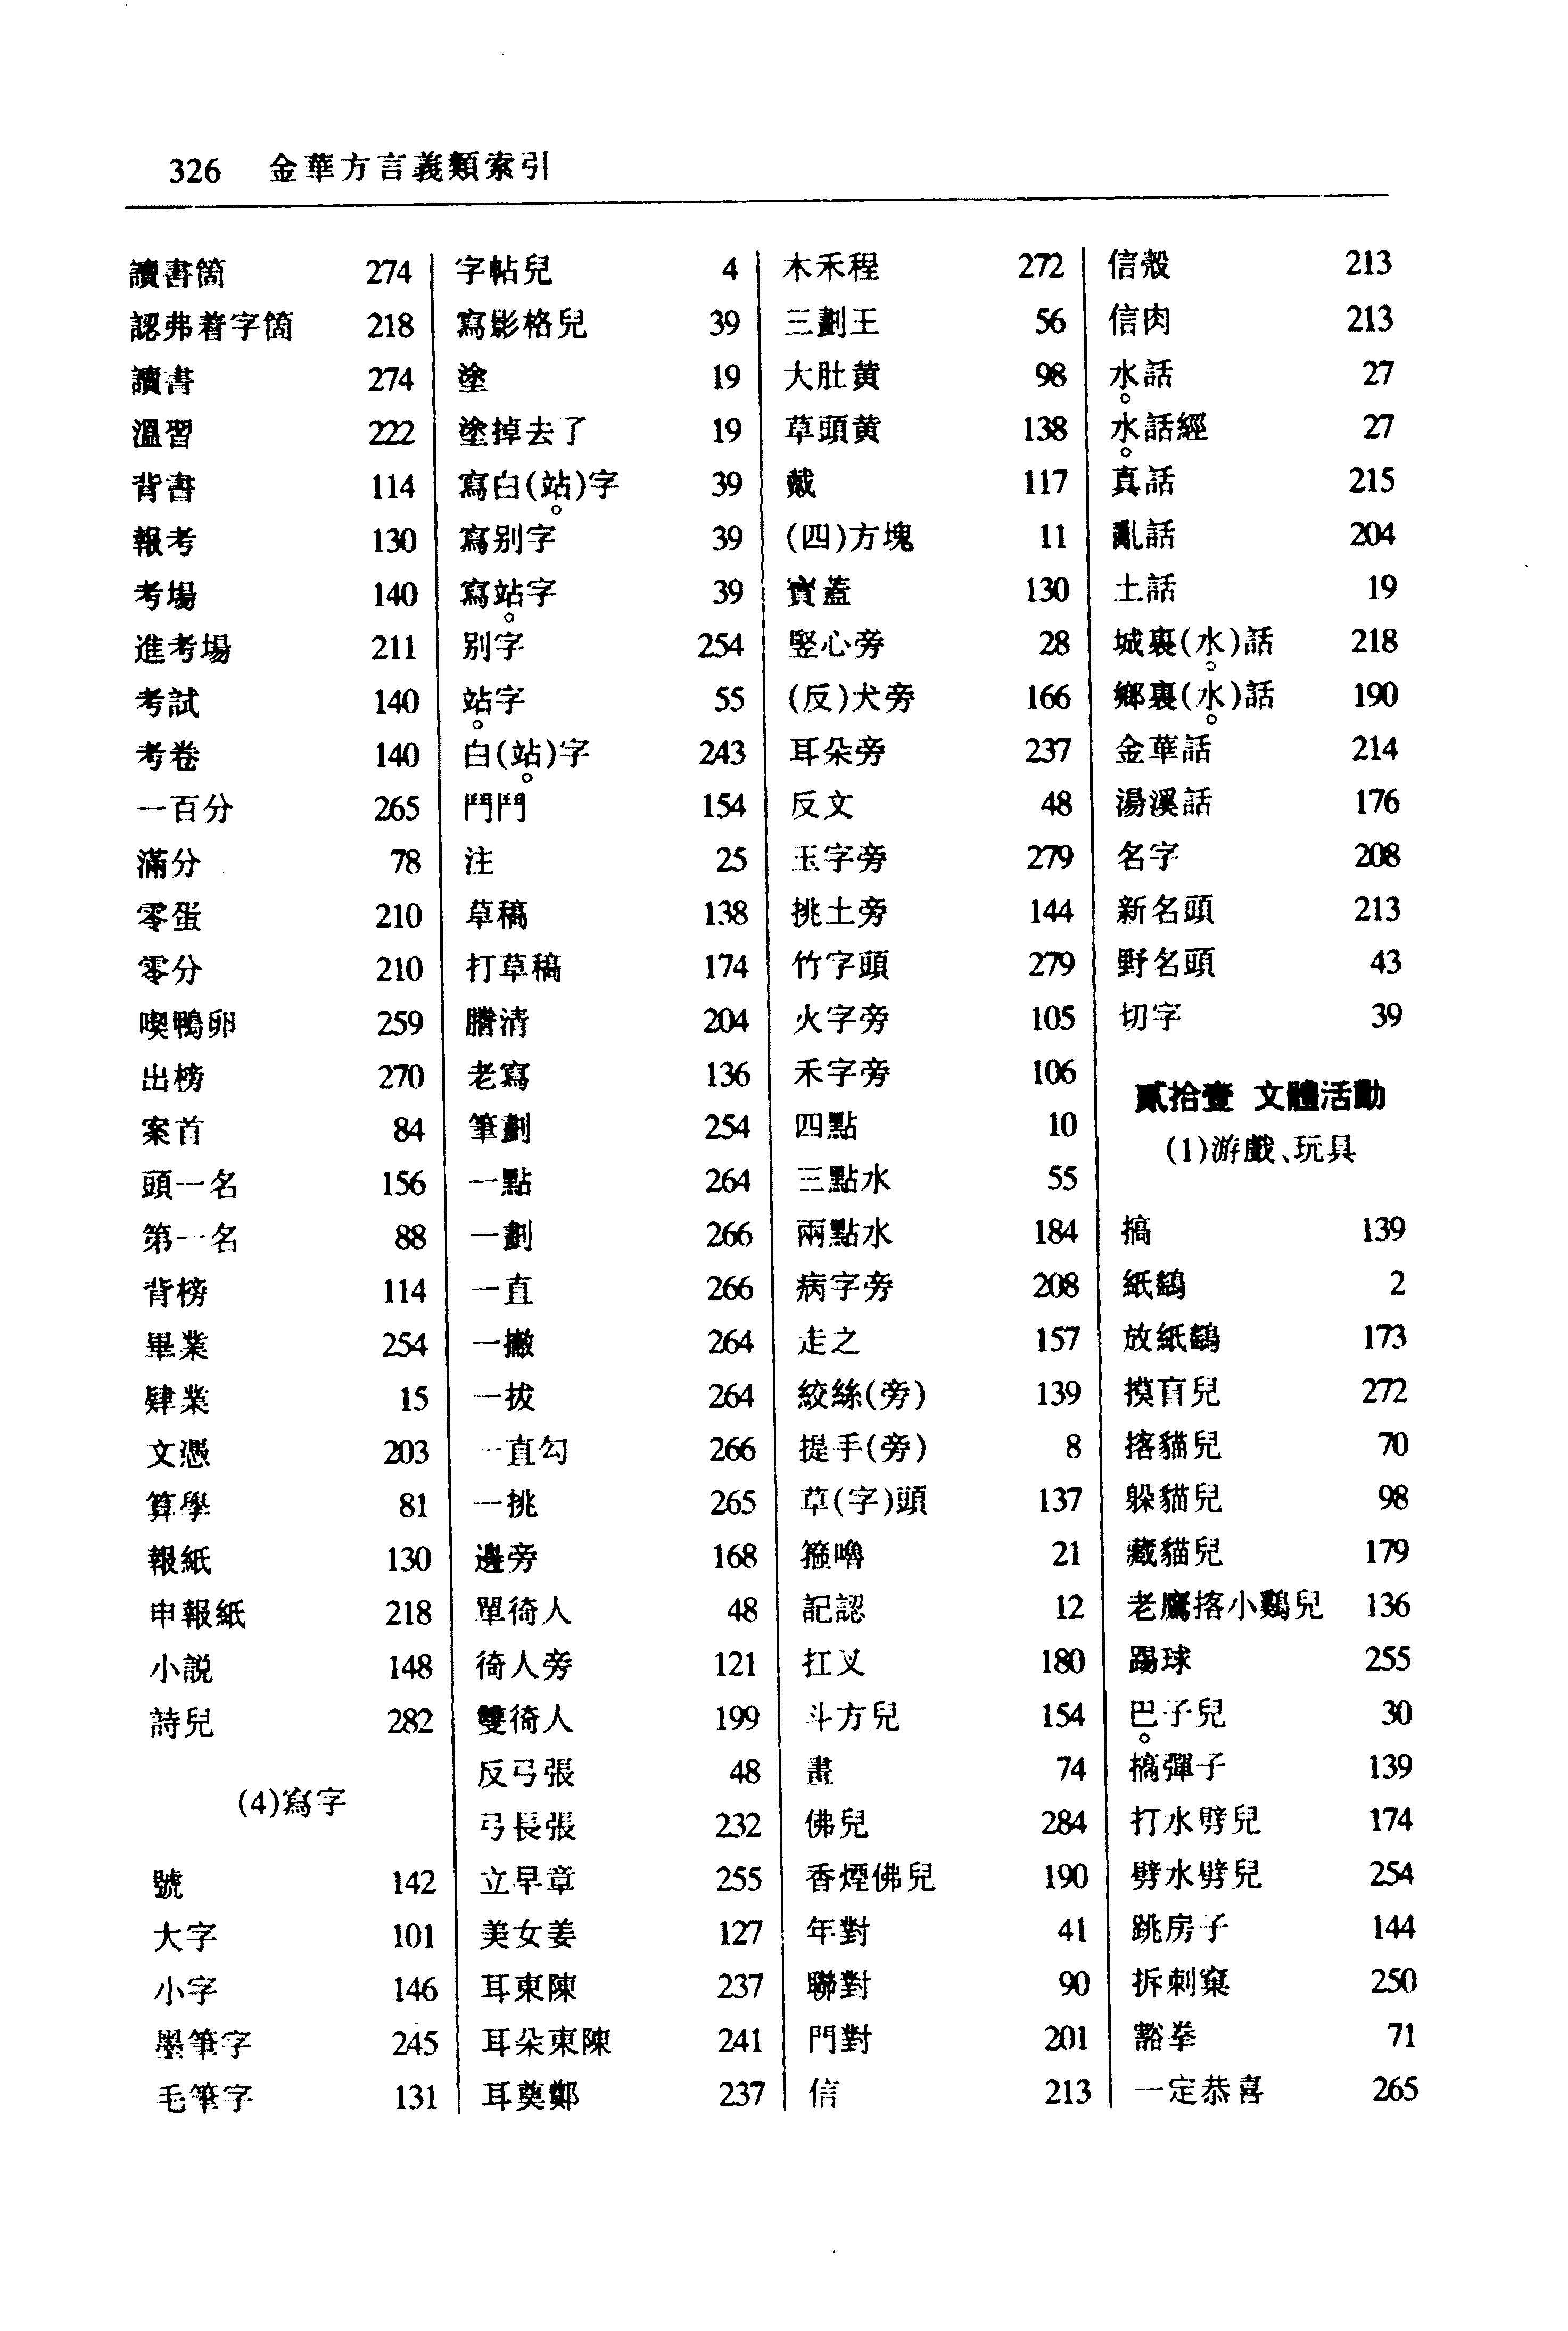 326 金華方言義類索引
讀書箇 274
認弗着字箇 218
讀書 274
溫習 222
背書 114
報考 130
考場 140
進考場 211
考試 140
考卷 140
一百分 265
滿分 78
零蛋 210
零分 210
喫鴨卵 259
出榜 270
案首 84
頭一名 156
第一名 88
背榜 114
畢業 254
肄業 15
文憑 203
算學 81
報紙 130
申報紙 218
小説 148
詩兒 282
(4)寫字
號 142
大字 101
小字 146
墨筆字 245
毛筆字 131
字帖兒 4
寫影格兒 39
塗 19
塗掉去了 19
寫白(站)字 39
寫别字 39
寫站字 39
别字 254
站字 55
白(站)字 243
鬥鬥 154
注 25
草稿 138
打草稿 174
謄清 204
老寫 136
筆劃 254
一點 264
一劃 266
一直 266
一撇 264
一拔 264
一直勾 266
一挑 265
邊旁 168
單徛人 48
徛人旁 121
雙徛人 199
反弓張 48
弓長張 232
立早章 255
美女姜 127
耳東陳 237
耳朵東陳 241
耳奠鄭 237
木禾程 272
三劃王 56
大肚黄 98
草頭黄 138
戴 117
(四)方塊 11
寶蓋 130
竪心旁 28
(反)犬旁 166
耳朵旁 237
反文 48
玉字旁 279
挑土旁 144
竹字頭 279
火字旁 105
禾字旁 106
四點 10
三點水 55
兩點水 184
病字旁 208
走之 157
絞絲(旁) 139
提手(旁) 8
草(字)頭 137
箍嚕 21
記認 12
扛叉 180
斗方兒 154
畫 74
佛兒 284
香煙佛兒 190
年對 41
聯對 90
門對 201
信 213
信殼 213
信肉 213
水話 27
水話經 27
真話 215
亂話 204
土話 19
城裏(水)話 218
鄉裏(水)話 190
金華話 214
湯溪話 176
名字 208
新名頭 213
野名頭 43
切字 39
貳拾壹 文體活動
(1)游戲、玩具
搞 139
紙鷂 2
放紙鷂 173
摸盲兒 272
搭貓兒 70
躲貓兒 98
藏貓兒 179
老鷹搭小鷄兒 136
踢球 255
巴子兒 30
搞彈子 139
打水劈兒 174
劈水劈兒 254
跳房子 144
拆刺窠 250
豁拳 71
一定恭喜 265